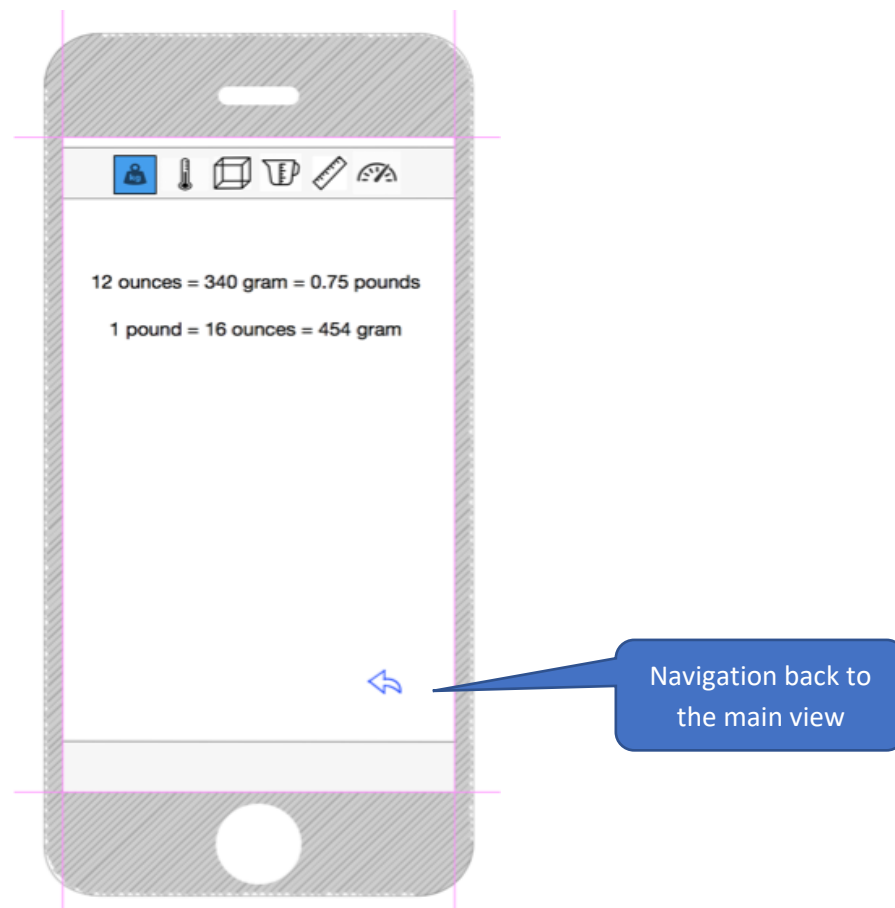 12 ounces = 340 gram = 0.75 pounds
1 pound = 16 ounces = 454 gram
Navigation back to
the main view